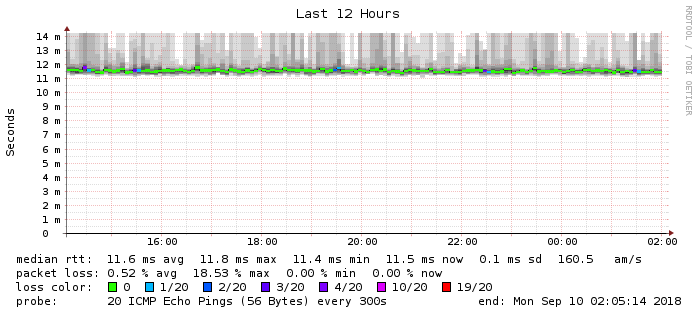 Last 12 Hours
RRDTOOL / TOBI OETIKER
Seconds
14 m
13 m
12 m
11 m
10 m
9 m
8 m
7 m
6 m
5 m
4 m
3 m
2 m
1 m
0
16:00 18:00 20:00 22:00 00:00 02:00
median rtt: 11.6 ms avg 11.8 ms max 11.4 ms min 11.5 ms now 0.1 ms sd 160.5 am/s
packet loss: 0.52 % avg 18.53 % max 0.00 % min 0.00 % now
loss color: 0 1/20 2/20 3/20 4/20 10/20 19/20
probe: 20 ICMP Echo Pings (56 Bytes) every 300s end: Mon Sep 10 02:05:14 2018